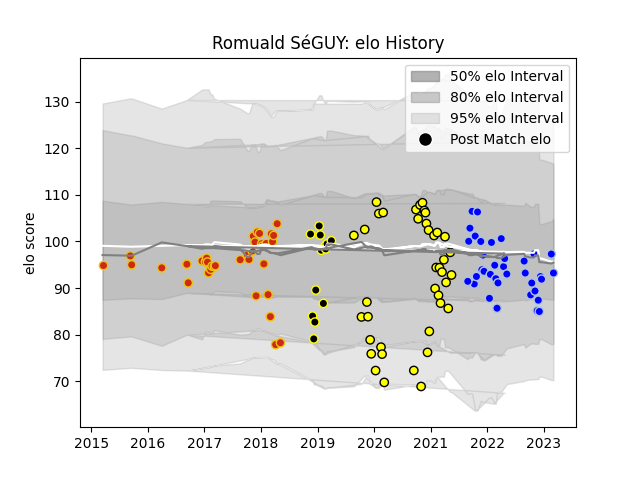 Romuald SéGUY: elo History
50% elo Interval
80% elo Interval
95% elo Interval
Post Match elo
elo score
130
120
110
100
90
80
70
2015 2016 2017 2018 2019 2020 2021 2022 2023